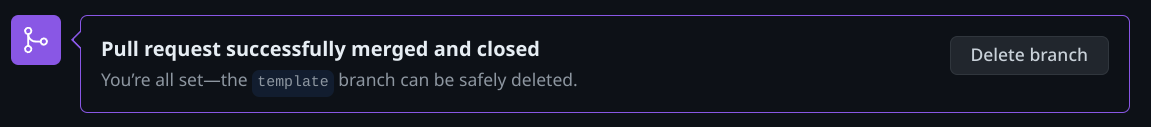 Pull request successfully merged and closed
You’re all set—the template branch can be safely deleted.
Delete branch